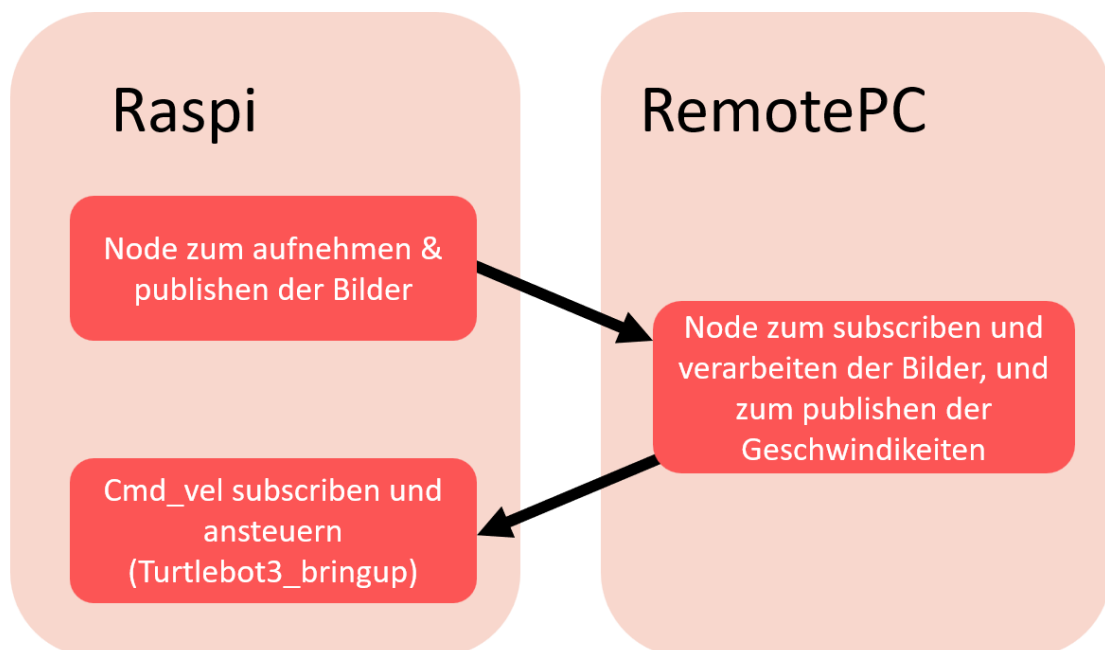 Raspi
Node zum aufnehmen &
publishen der Bilder
Cmd_vel subscriben und
ansteuern
(Turtlebot3_bringup)
RemotePC
Node zum subscriben und
verarbeiten der Bilder, und
zum publishen der
Geschwindikeiten